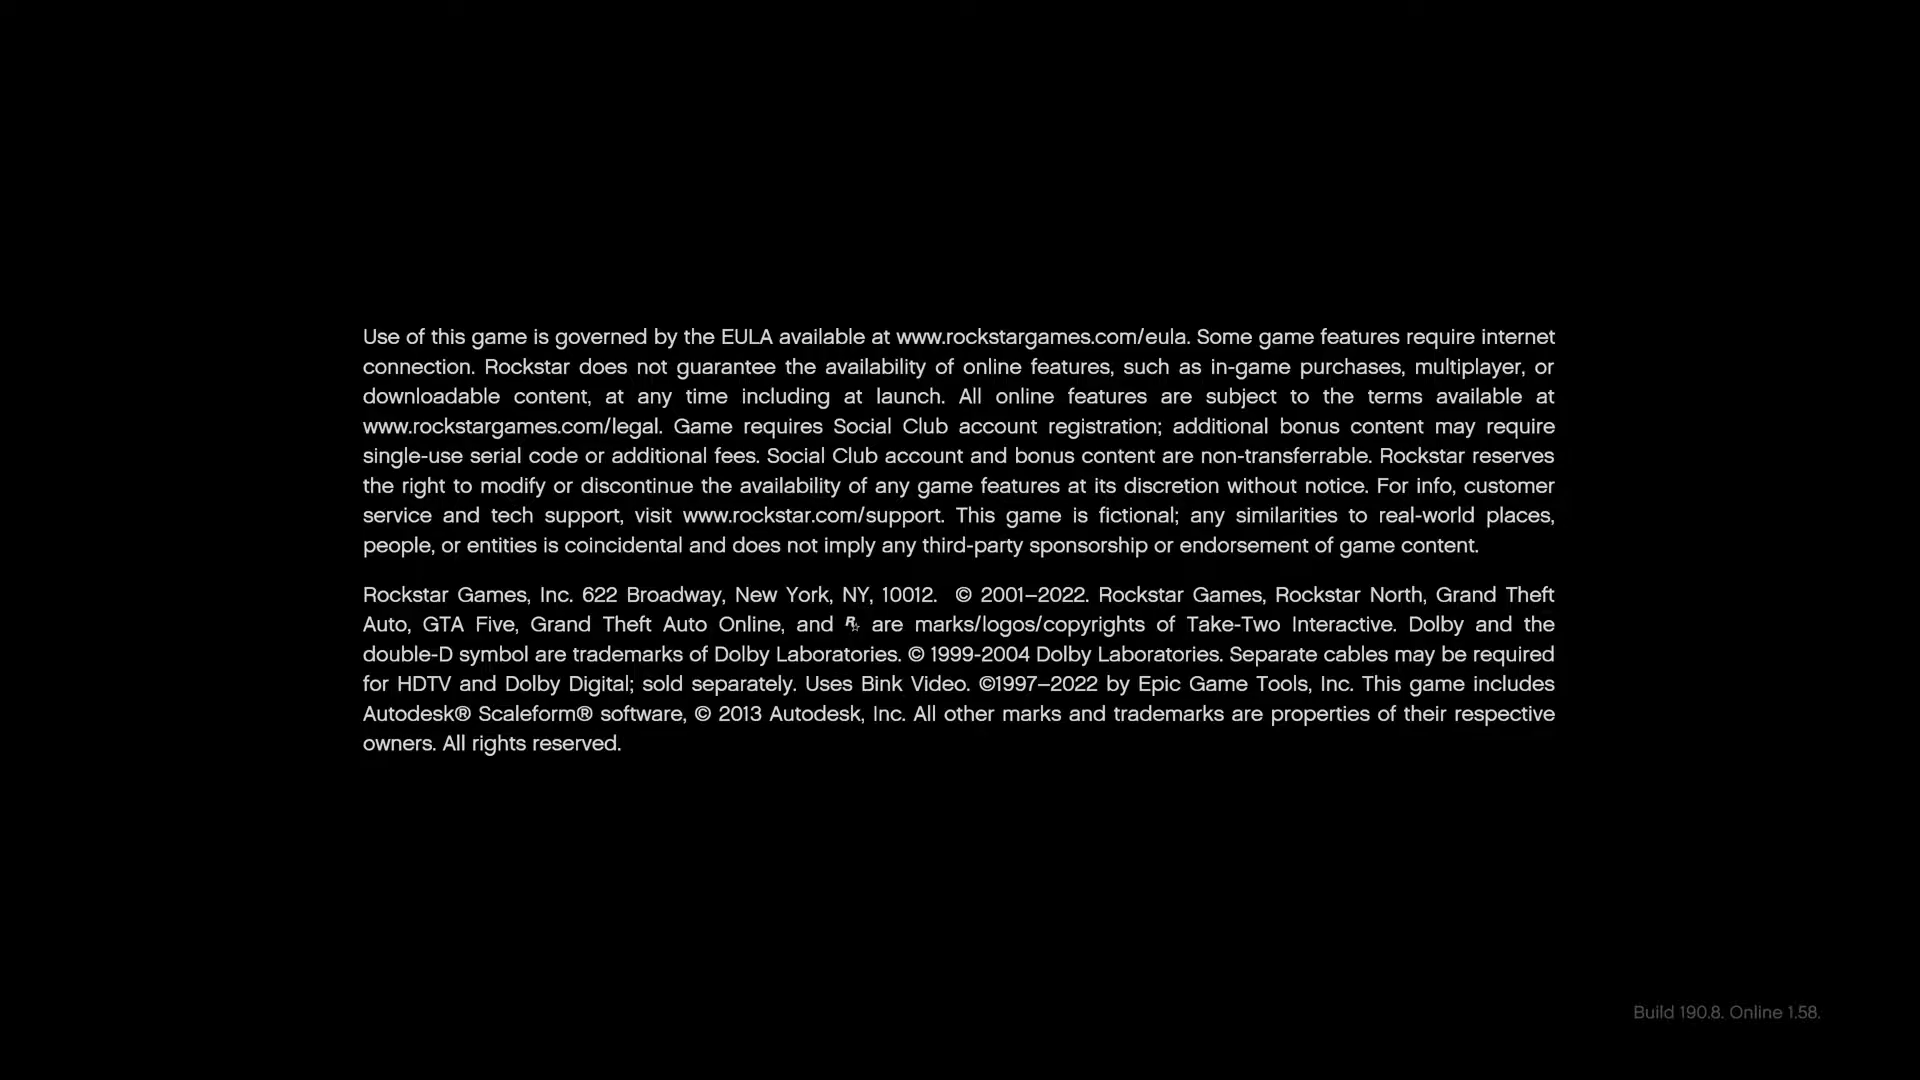 Use of this game is governed by the EULA available at www.rockstargames.com/eula. Some game features require internet
connection. Rockstar does not guarantee the availability of online features, such as in-game purchases, multiplayer, or
downloadable content, at any time including at launch. All online features are subject to the terms available at
www.rockstargames.com/legal. Game requires Social Club account registration; additional bonus content may require
single-use serial code or additional fees. Social Club account and bonus content are non-transferrable. Rockstar reserves
the right to modify or discontinue the availability of any game features at its discretion without notice. For info, customer
service and tech support, visit www.rockstar.com/support. This game is fictional; any similarities to real-world places,
people, or entities is coincidental and does not imply any third-party sponsorship or endorsement of game content.
Rockstar Games, Inc. 622 Broadway, New York, NY, 10012. © 2001–2022. Rockstar Games, Rockstar North, Grand Theft
Auto, GTA Five, Grand Theft Auto Online, and R☆ are marks/logos/copyrights of Take-Two Interactive. Dolby and the
double-D symbol are trademarks of Dolby Laboratories. © 1999-2004 Dolby Laboratories. Separate cables may be required
for HDTV and Dolby Digital; sold separately. Uses Bink Video. ©1997–2022 by Epic Game Tools, Inc. This game includes
Autodesk® Scaleform® software, © 2013 Autodesk, Inc. All other marks and trademarks are properties of their respective
owners. All rights reserved.
Build 190.8. Online 1.58.